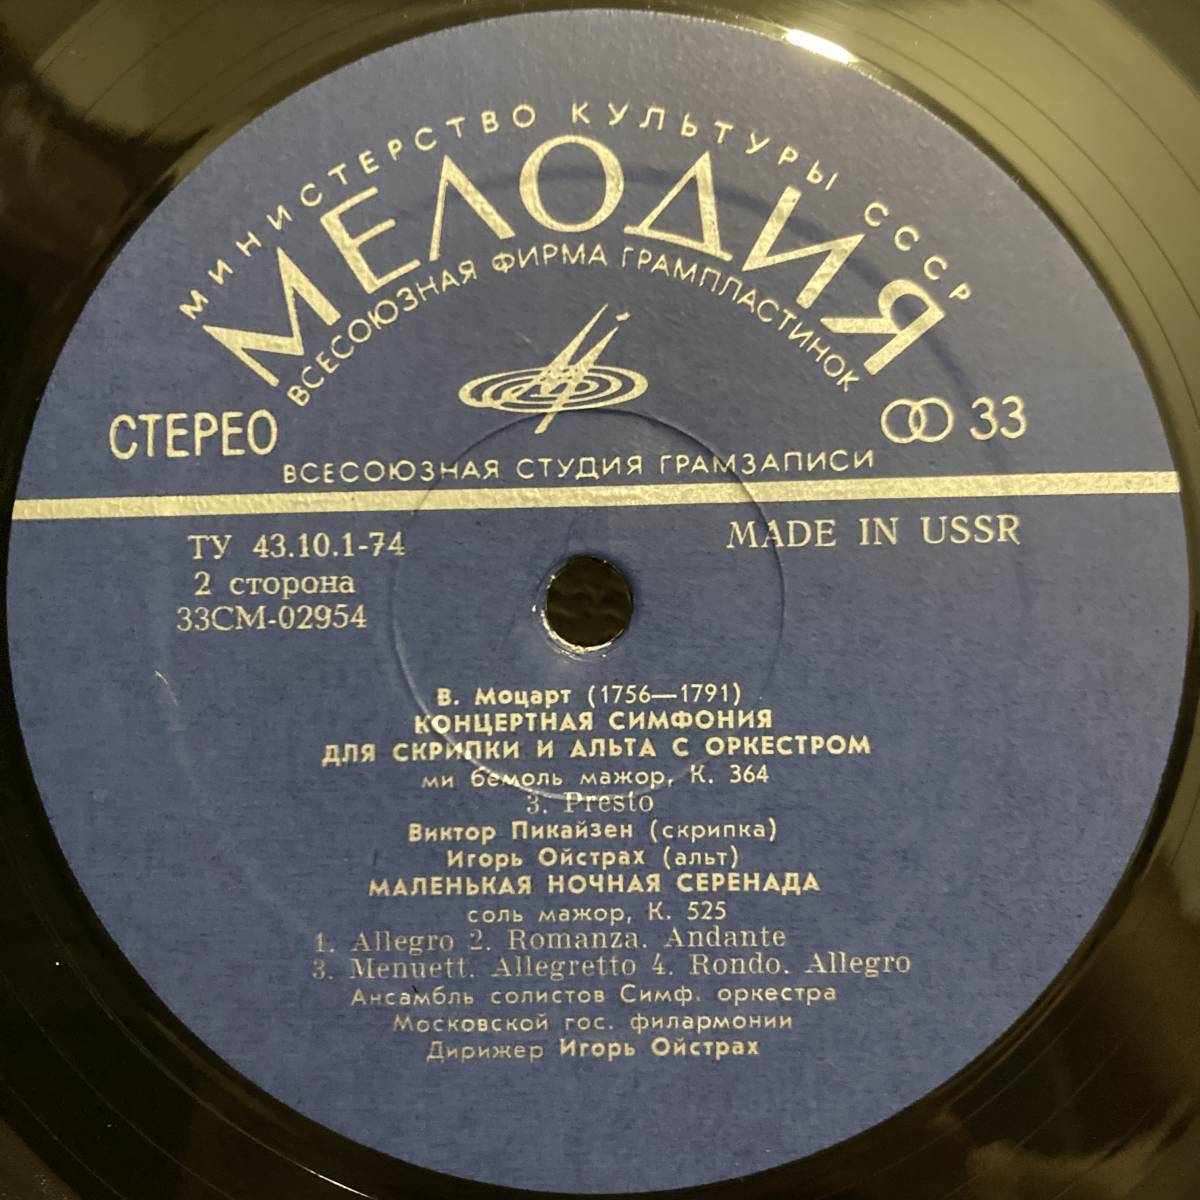 МИНИСТЕРСТВО КУЛЬТУРЫ СССР
МЕЛОДИЯ
ВСЕСОЮЗНАЯ ФИРМА ГРАМПЛАСТИНОК
СТЕРЕО
33
ВСЕСОЮЗНАЯ СТУДИЯ ГРАМЗАПИСИ
ТУ 43.10.1-74
MADE IN USSR
2 сторона
33СМ-02954
В. Моцарт (1756—1791)
КОНЦЕРТНАЯ СИМФОНИЯ
ДЛЯ СКРИПКИ И АЛЬТА С ОРКЕСТРОМ
ми бемоль мажор, К. 364
3. Presto
Виктор Пикайзен (скрипка)
Игорь Ойстрах (альт)
МАЛЕНЬКАЯ НОЧНАЯ СЕРЕНАДА
соль мажор, К. 525
1. Allegro 2. Romanza. Andante
3. Menuett. Allegretto 4. Rondo. Allegro
Ансамбль солистов Симф. оркестра
Московской гос. филармонии
Дирижер Игорь Ойстрах